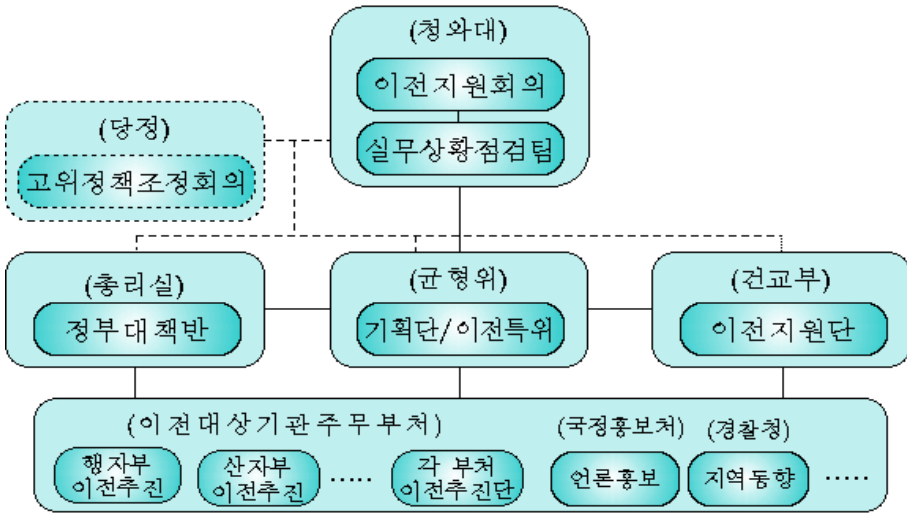 (청와대)
이전지원회의
실무상황점검팀
(당정)
고위정책조정회의
(총리실)
정부대책반
(균형위)
기획단/이전특위
(건교부)
이전지원단
(이전대상기관주무부처)
행자부
이전추진
산자부
이전추진
.....
각 부처
이전추진단
(국정홍보처)
언론홍보
(경찰청)
지역동향
.....